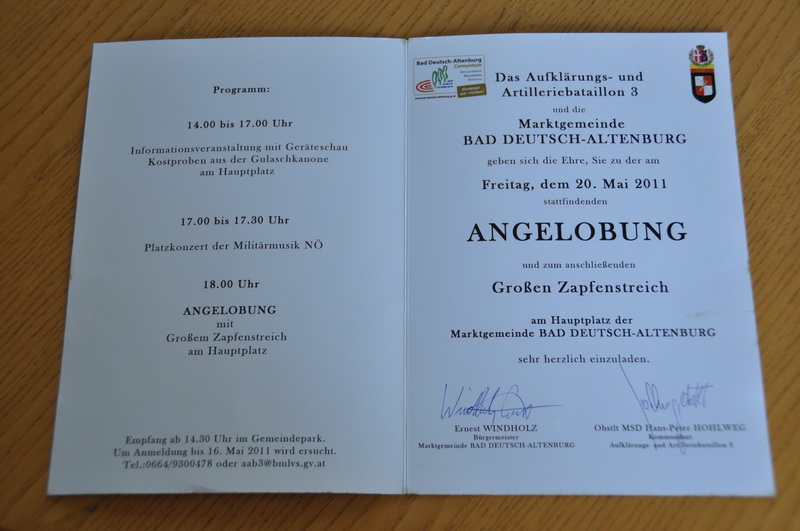 Programm:
14.00 bis 17.00 Uhr
Informationsveranstaltung mit Geräteschau
Kostproben aus der Gulaschkanone
am Hauptplatz
17.00 bis 17.30 Uhr
Platzkonzert der Militärmusik NÖ
18.00 Uhr
ANGELOBUNG
mit
Großem Zapfenstreich
am Hauptplatz
Empfang ab 14.30 Uhr im Gemeindepark.
Um Anmeldung bis 16. Mai 2011 wird ersucht.
Tel.:0664/9300478 oder aab3@bmlvs.gv.at
Bad Deutsch-Altenburg
Carnuntum
Das Aufklärungs- und
Artilleriebataillon 3
und die
Marktgemeinde
BAD DEUTSCH-ALTENBURG
geben sich die Ehre, Sie zu der am
Freitag, dem 20. Mai 2011
stattfindenden
ANGELOBUNG
und zum anschließenden
Großen Zapfenstreich
am Hauptplatz der
Marktgemeinde BAD DEUTSCH-ALTENBURG
sehr herzlich einzuladen.
Ernest WINDHOLZ
Bürgermeister
Marktgemeinde BAD DEUTSCH-ALTENBURG
Obstlt MSD Hans-Peter HOHLWEG
Kommandant
Aufklärungs- und Artilleriebataillon 3